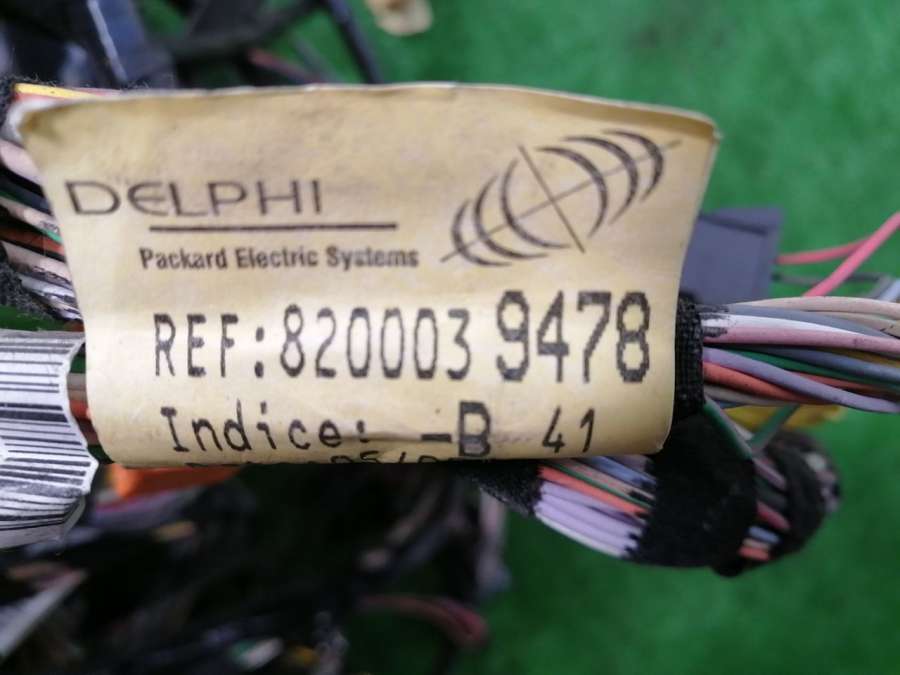 DELPHI
Packard Electric Systems
REF:820003 9478
Indice: -B 41